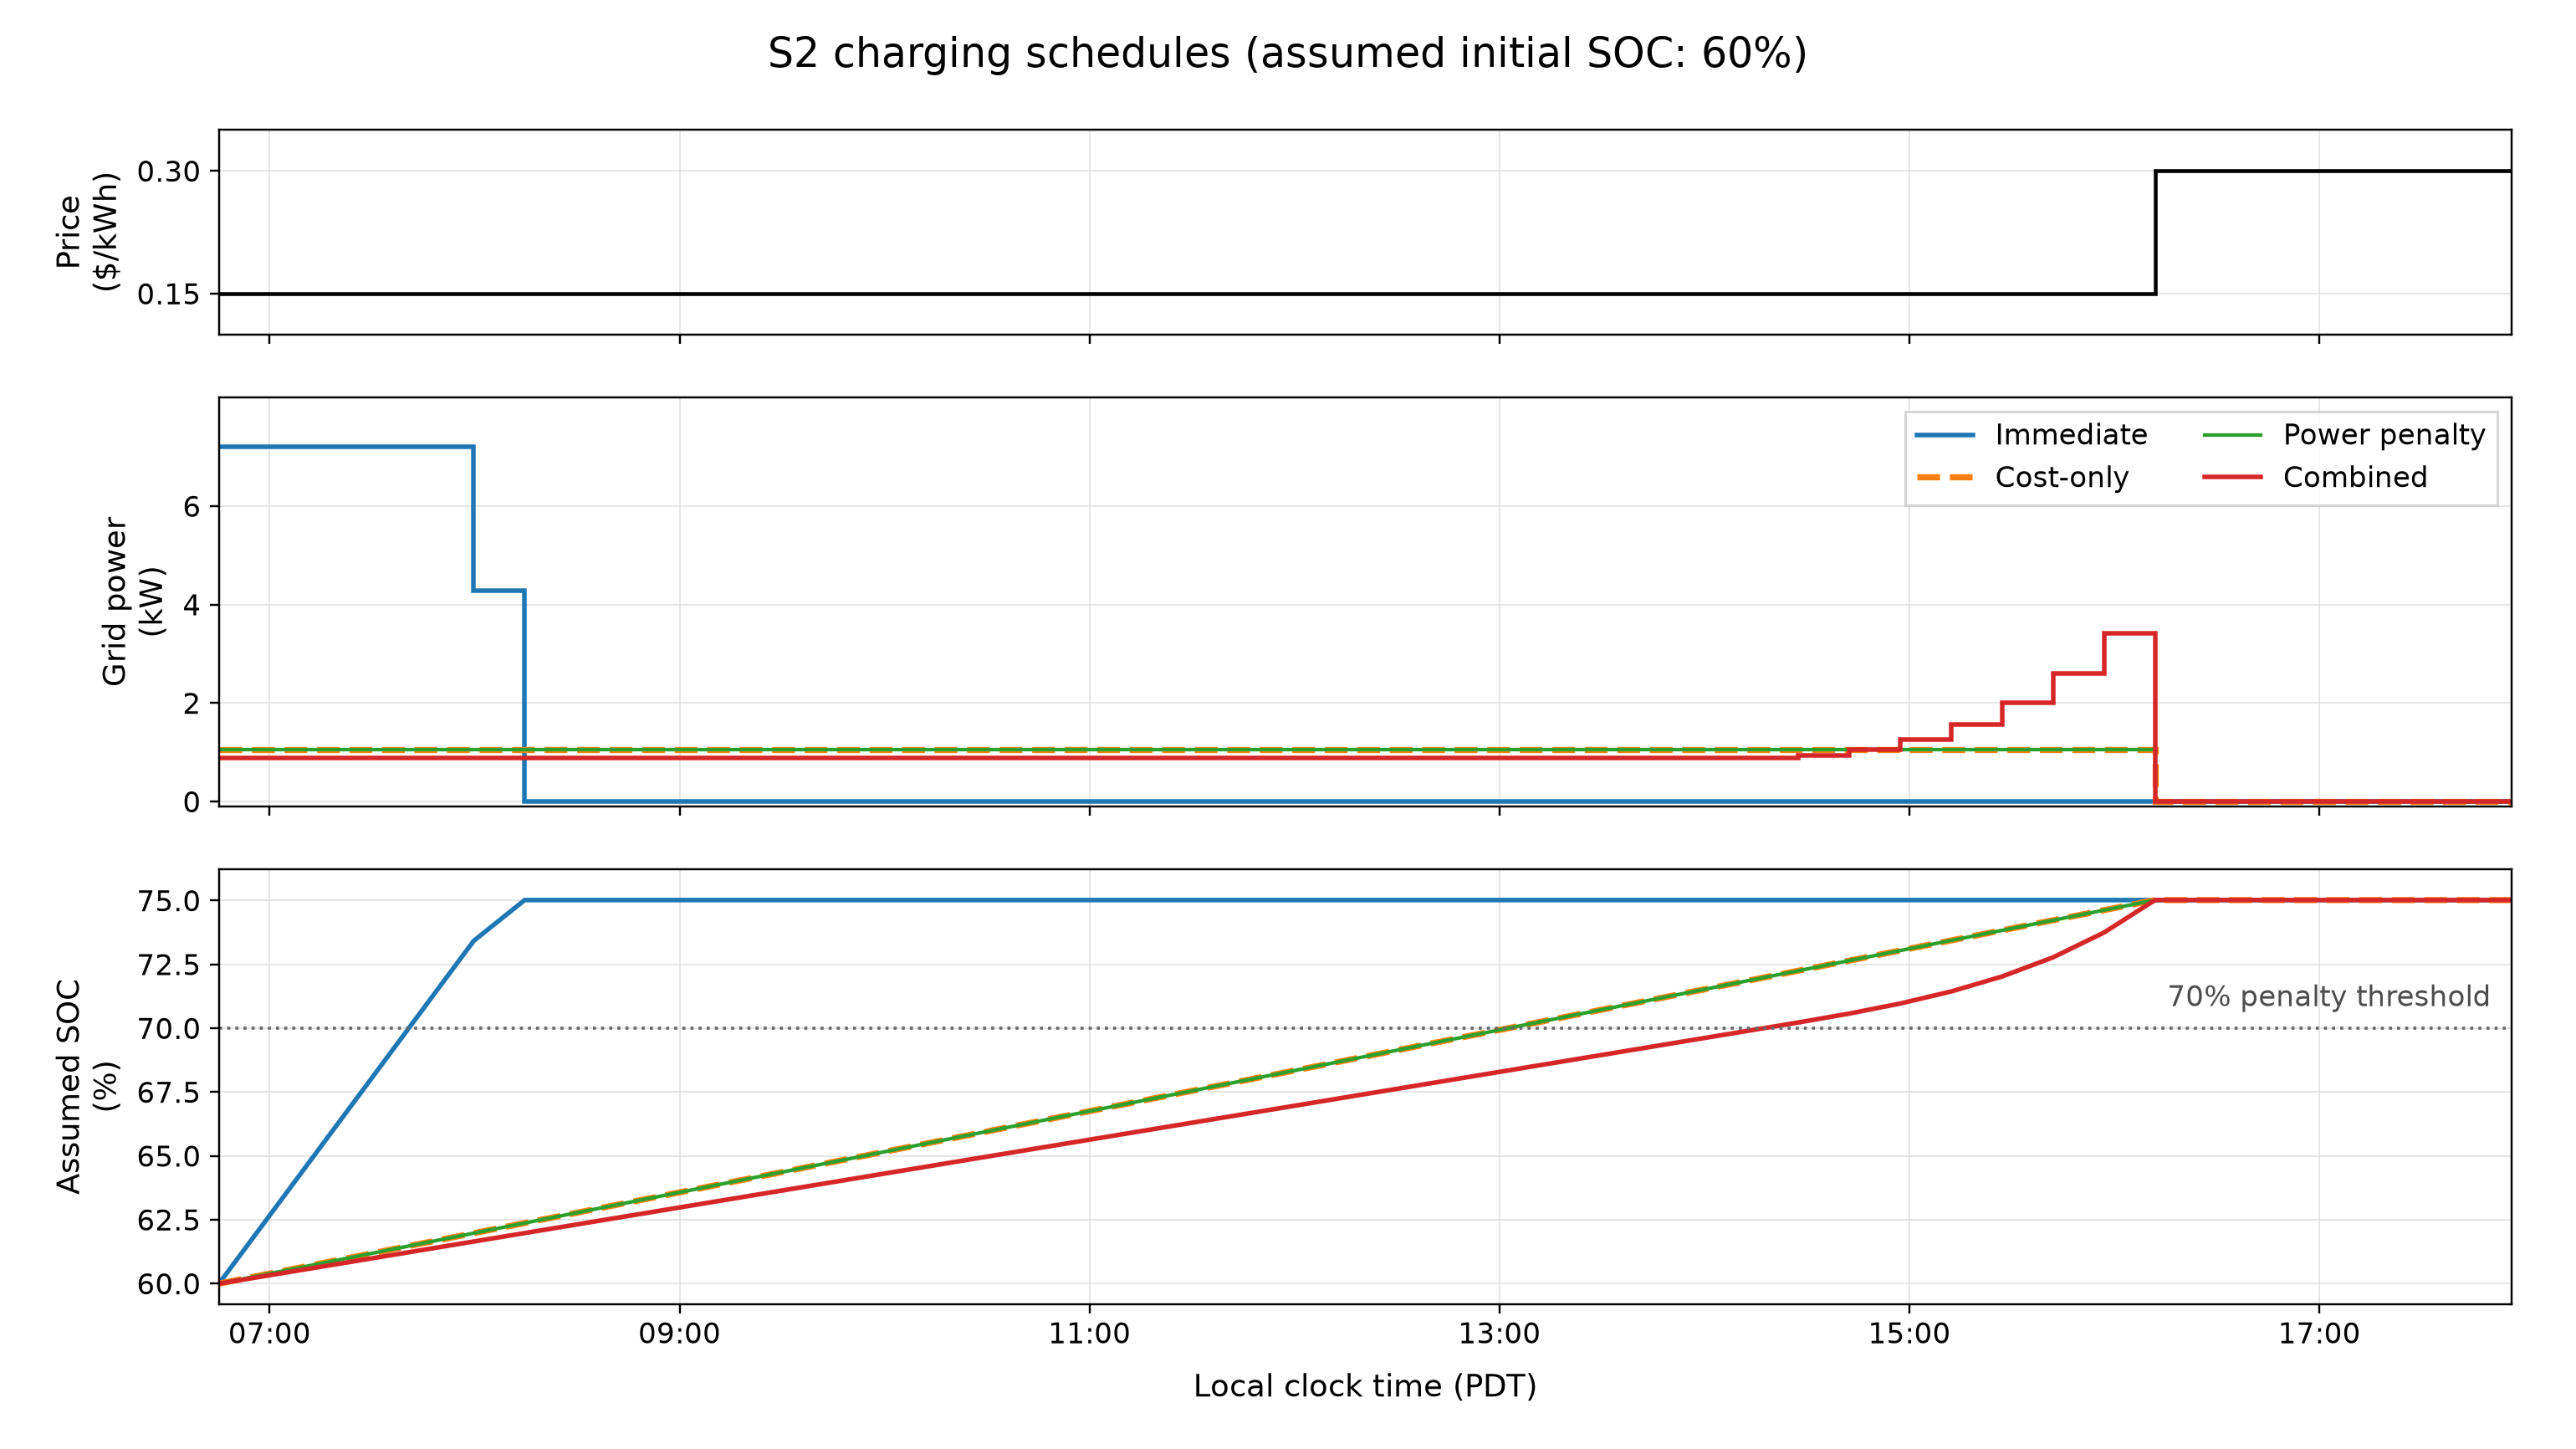 S2 charging schedules (assumed initial SOC: 60%)
Price
($/kWh)
0.30
0.15
Grid power
(kW)
6
4
2
0
Immediate
Cost-only
Power penalty
Combined
Assumed SOC
(%)
75.0
72.5
70.0
67.5
65.0
62.5
60.0
70% penalty threshold
07:00
09:00
11:00
13:00
15:00
17:00
Local clock time (PDT)